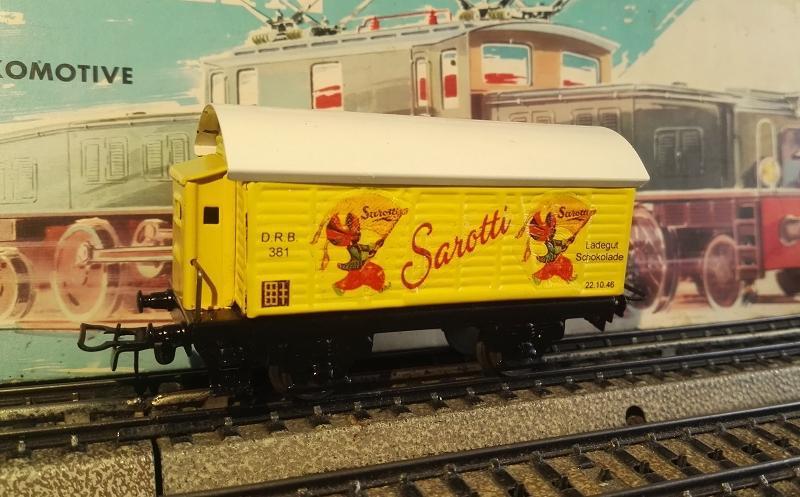 KOMOTIVE
D.R.B.
381
Sarotti
Sarotti
Sarotti
Ladegut
Schokolade
22.10.46